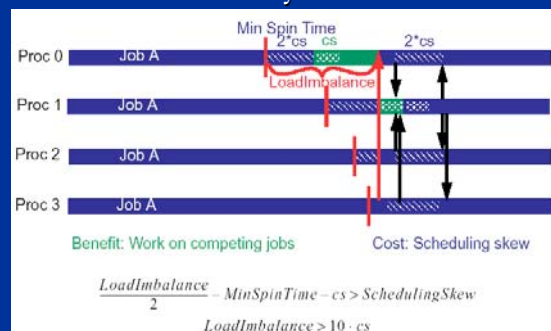 Min Spin Time
2*cs cs 2*cs
Proc 0 Job A
LoadImbalance
Proc 1 Job A
Proc 2 Job A
Proc 3 Job A
Benefit: Work on competing jobs Cost: Scheduling skew
LoadImbalance
2
- MinSpinTime - cs > SchedulingSkew
LoadImbalance > 10 · cs